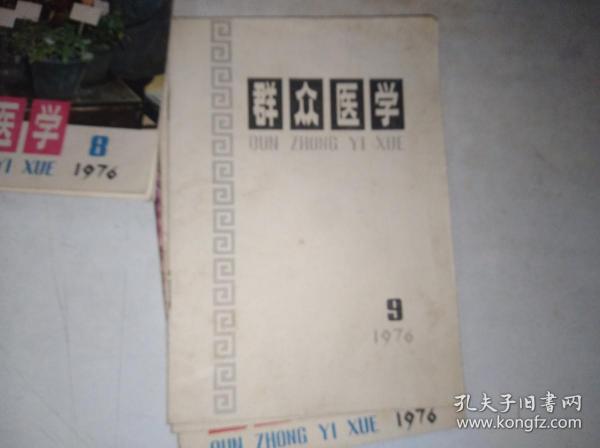 医学 8
YI XUE 1976
群众医学
QUN ZHONG YI XUE
9
1976
QUN ZHONG YI XUE 1976
孔夫子旧书网
www.kongfz.com